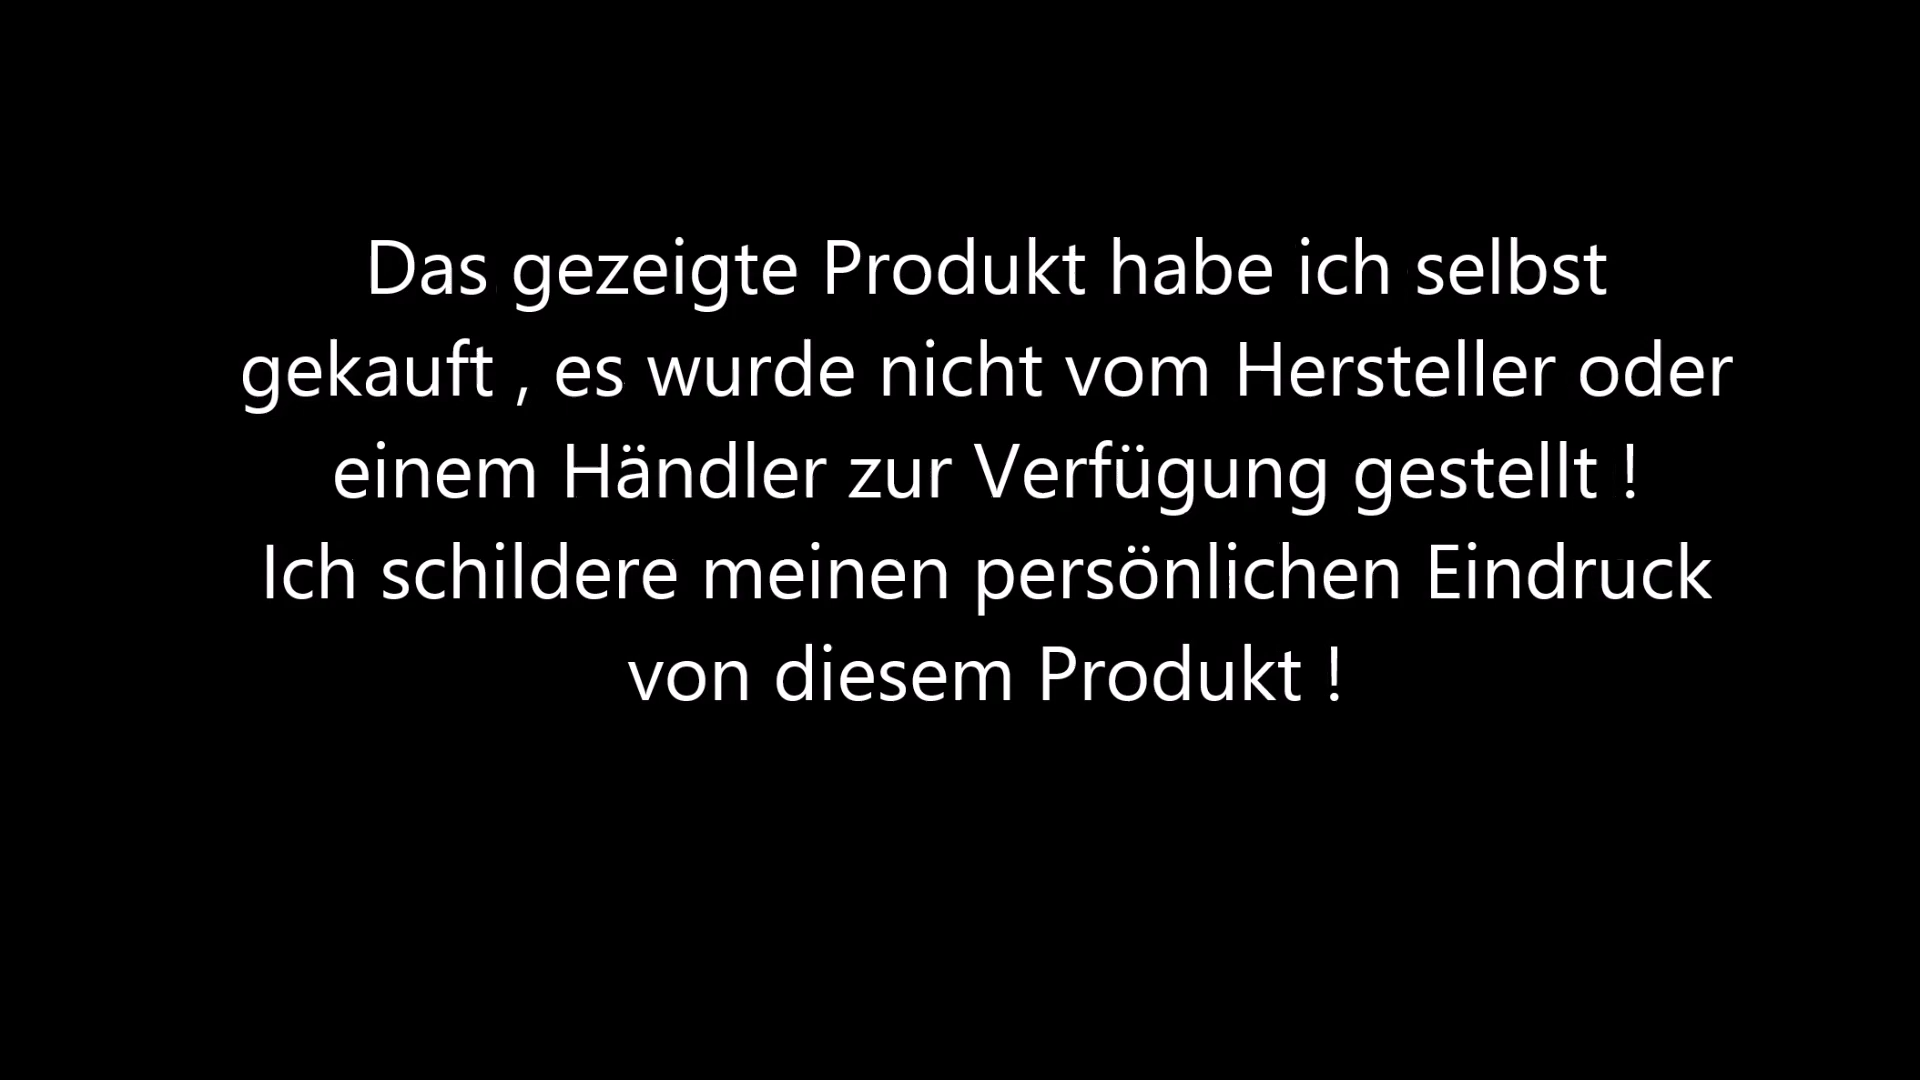 Das gezeigte Produkt habe ich selbst
gekauft , es wurde nicht vom Hersteller oder
einem Händler zur Verfügung gestellt !
Ich schildere meinen persönlichen Eindruck
von diesem Produkt !